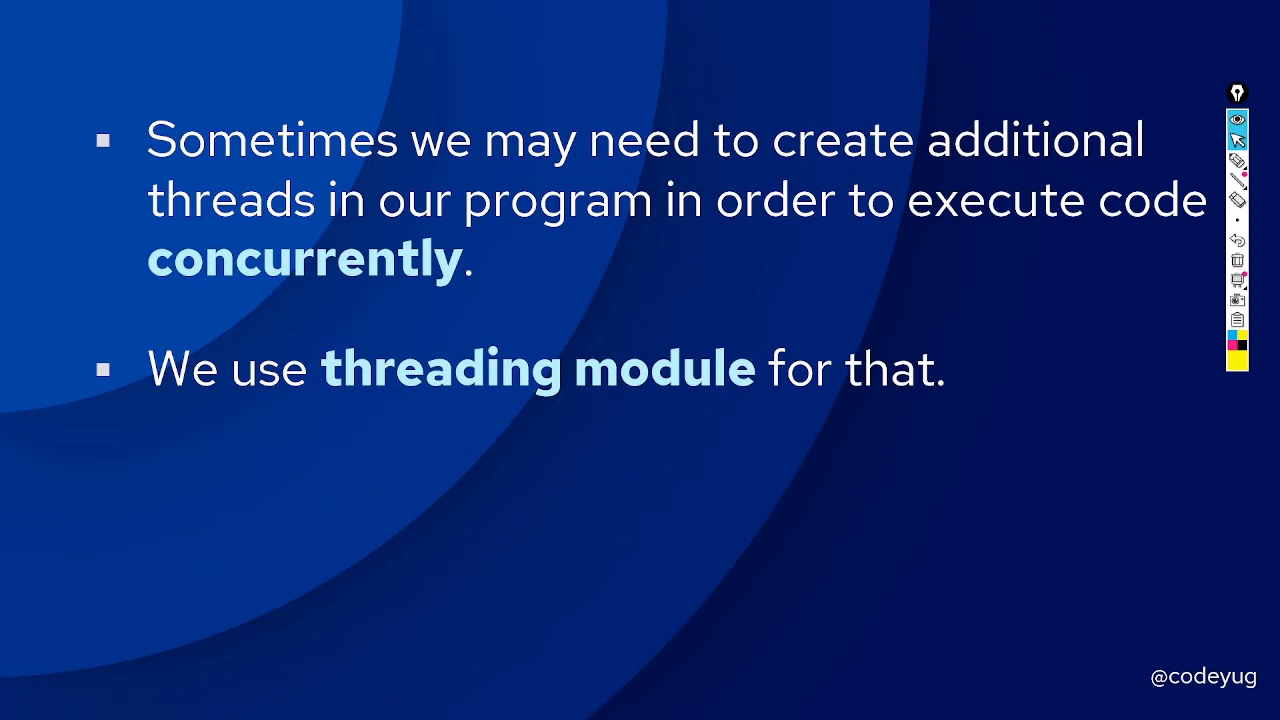 Sometimes we may need to create additional
threads in our program in order to execute code
concurrently.
We use threading module for that.
@codeyug